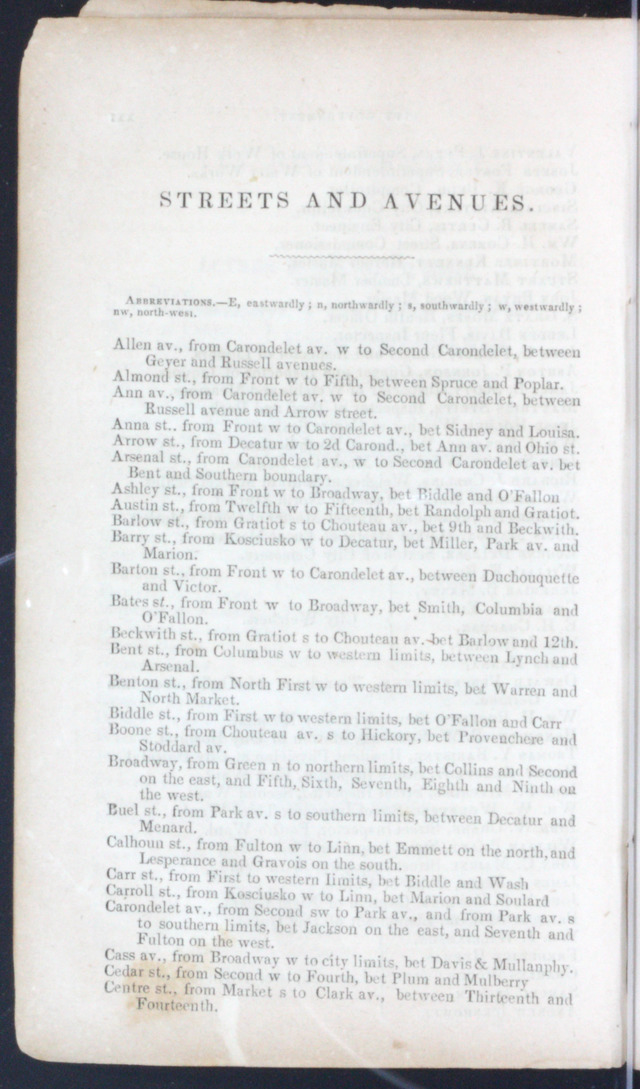 STREETS AND AVENUES.
ABBREVIATIONS.—E, eastwardly ; n, northwardly ; s, southwardly ; w, westwardly ;
nw, north-west.
Allen av., from Carondelet av. w to Second Carondelet, between
Geyer and Russell avenues.
Almond st., from Front w to Fifth, between Spruce and Poplar.
Ann av., from Carondelet av. w to Second Carondelet, between
Russell avenue and Arrow street.
Anna st.. from Front w to Carondelet av., bet Sidney and Louisa.
Arrow st., from Decatur w to 2d Carond., bet Ann av. and Ohio st.
Arsenal st., from Carondelet av., w to Second Carondelet av. bet
Bent and Southern boundary.
Ashley st., from Front w to Broadway, bet Biddle and O'Fallon
Austin st., from Twelfth w to Fifteenth, bet Randolph and Gratiot.
Barlow st., from Gratiot s to Chouteau av., bet 9th and Beckwith.
Barry st., from Kosciusko w to Decatur, bet Miller, Park av. and
Marion.
Barton st., from Front w to Carondelet av., between Duchouquette
and Victor.
Bates st., from Front w to Broadway, bet Smith, Columbia and
O'Fallon.
Beckwith st., from Gratiot s to Chouteau av. bet Barlow and 12th.
Bent st., from Columbus w to western limits, between Lynch and
Arsenal.
Benton st., from North First w to western limits, bet Warren and
North Market.
Biddle st., from First w to western limits, bet O'Fallon and Carr
Boone st., from Chouteau av. s to Hickory, bet Provenchere and
Stoddard av.
Broadway, from Green n to northern limits, bet Collins and Second
on the east, and Fifth, Sixth, Seventh, Eighth and Ninth on
the west.
Buel st., from Park av. s to southern limits, between Decatur and
Menard.
Calhoun st., from Fulton w to Linn, bet Emmett on the north, and
Lesperance and Gravois on the south.
Carr st., from First to western limits, bet Biddle and Wash
Carroll st., from Kosciusko w to Linn, bet Marion and Soulard
Carondelet av., from Second sw to Park av., and from Park av. s
to southern limits, bet Jackson on the east, and Seventh and
Fulton on the west.
Cass av., from Broadway w to city limits, bet Davis & Mullanphy.
Cedar st., from Second w to Fourth, bet Plum and Mulberry
Centre st., from Market s to Clark av., between Thirteenth and
Fourteenth.